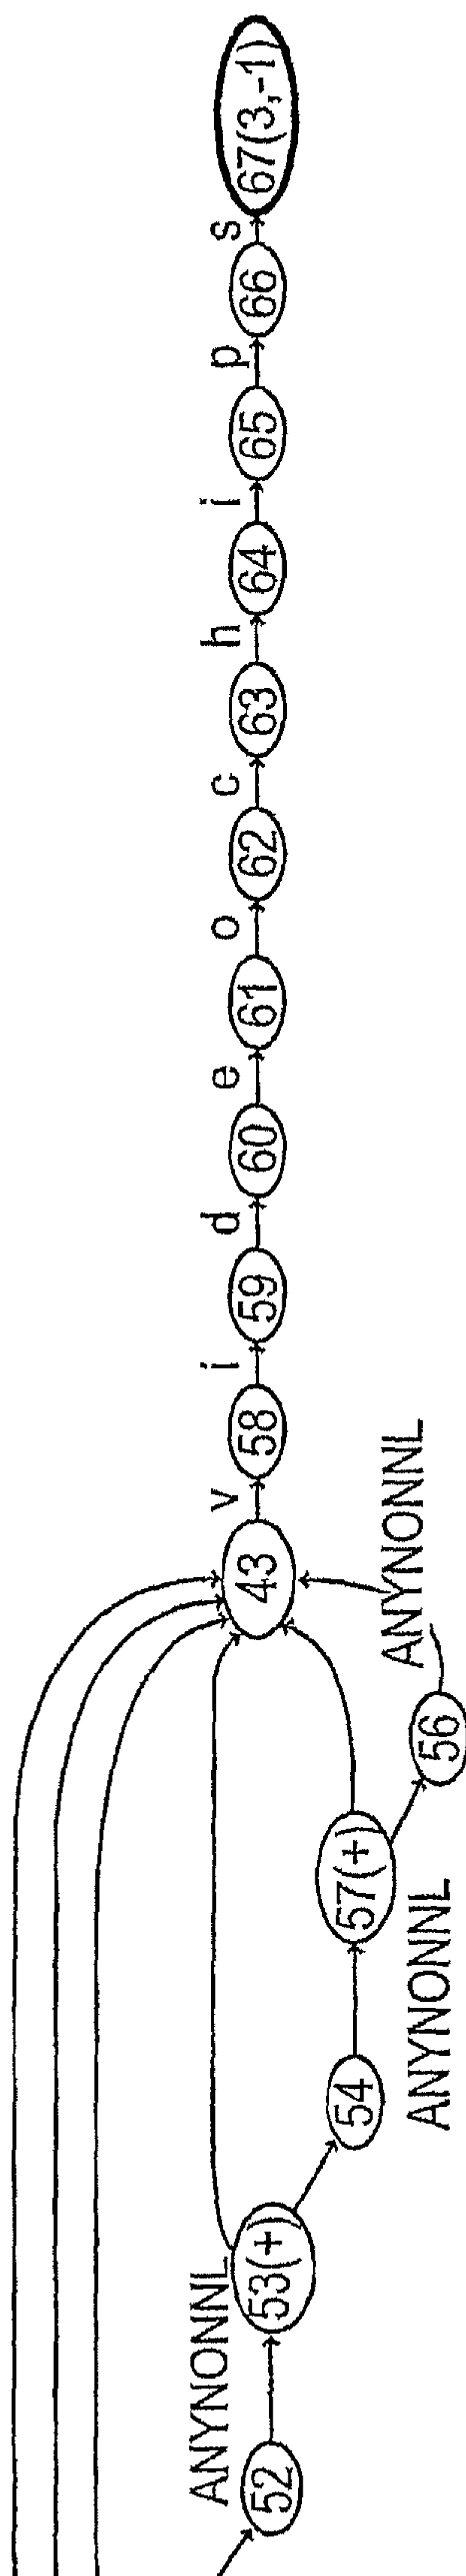 ANYNONNL
52
53(+)
54
ANYNONNL
57(+)
56
ANYNONNL
43
v
58
i
59
d
60
e
61
o
62
c
63
h
64
i
65
p
66
s
67(3,-1)